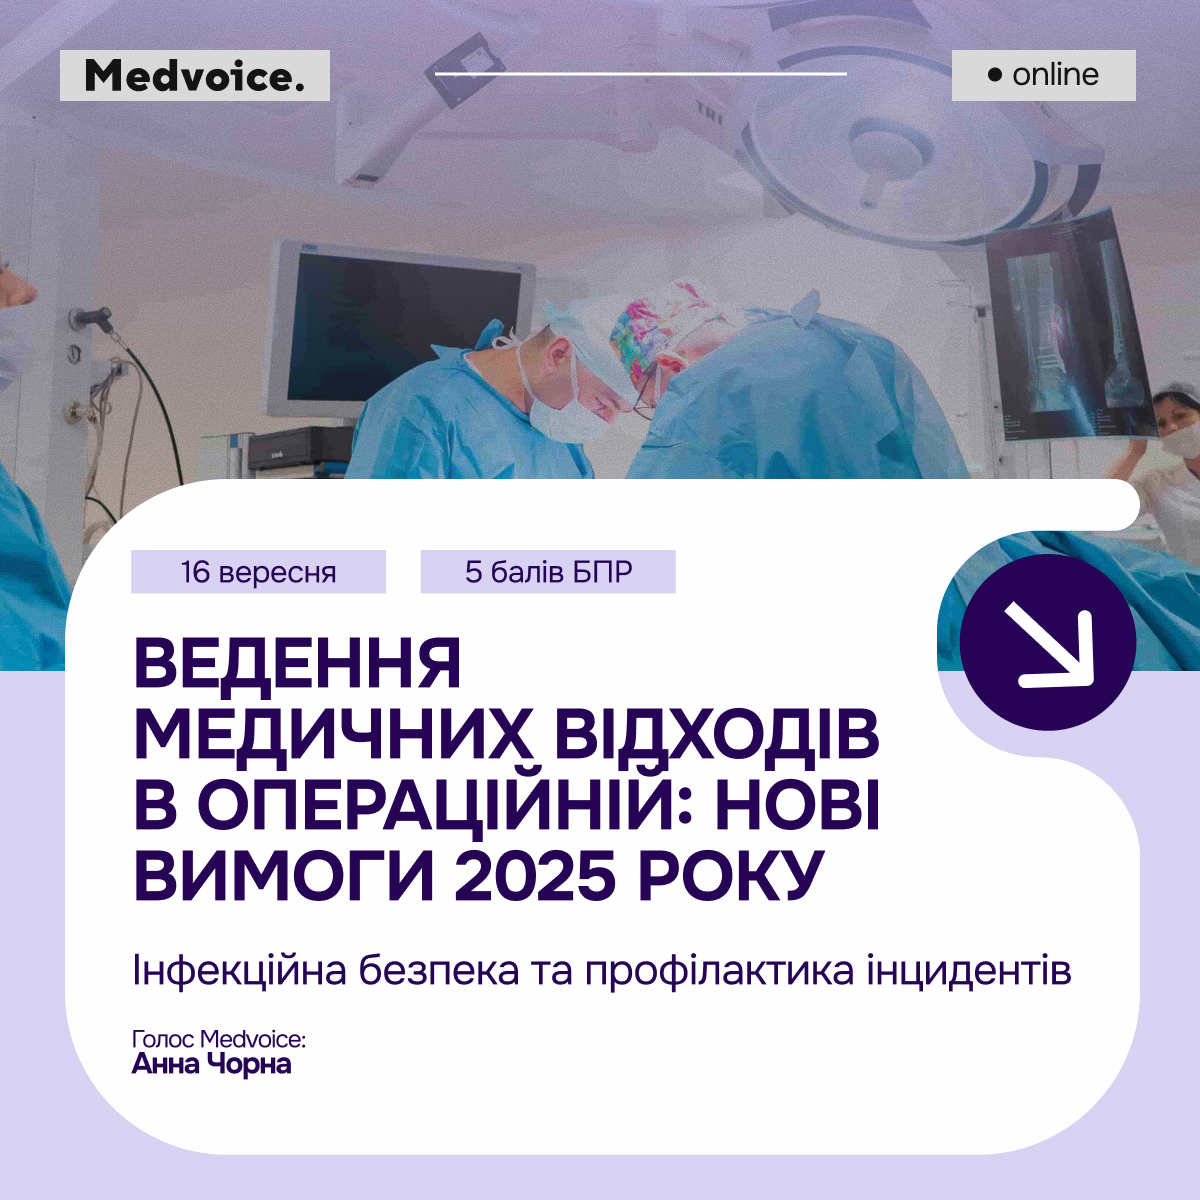 Medvoice.
• online
TRI
16 вересня
5 балів БПР
ВЕДЕННЯ
МЕДИЧНИХ ВІДХОДІВ
В ОПЕРАЦІЙНІЙ: НОВІ
ВИМОГИ 2025 РОКУ
Інфекційна безпека та профілактика інцидентів
Голос Medvoice:
Анна Чорна